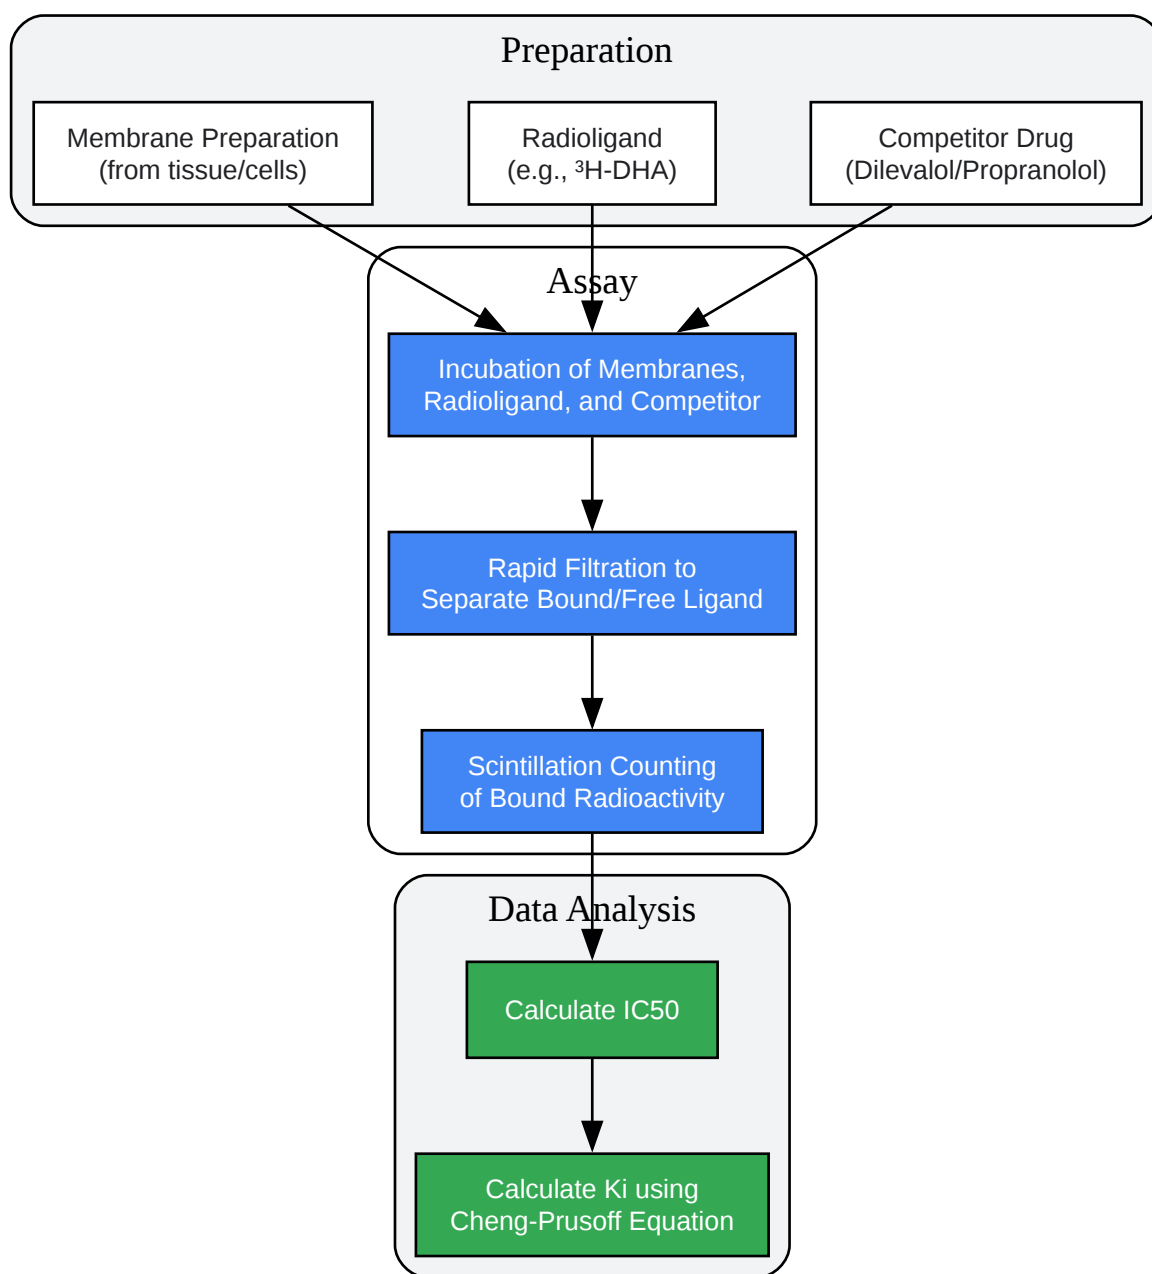 Preparation
Membrane Preparation
(from tissue/cells)
Radioligand
(e.g., ³H-DHA)
Competitor Drug
(Dilevalol/Propranolol)
Assay
Incubation of Membranes,
Radioligand, and Competitor
Rapid Filtration to
Separate Bound/Free Ligand
Scintillation Counting
of Bound Radioactivity
Data Analysis
Calculate IC50
Calculate Ki using
Cheng-Prusoff Equation